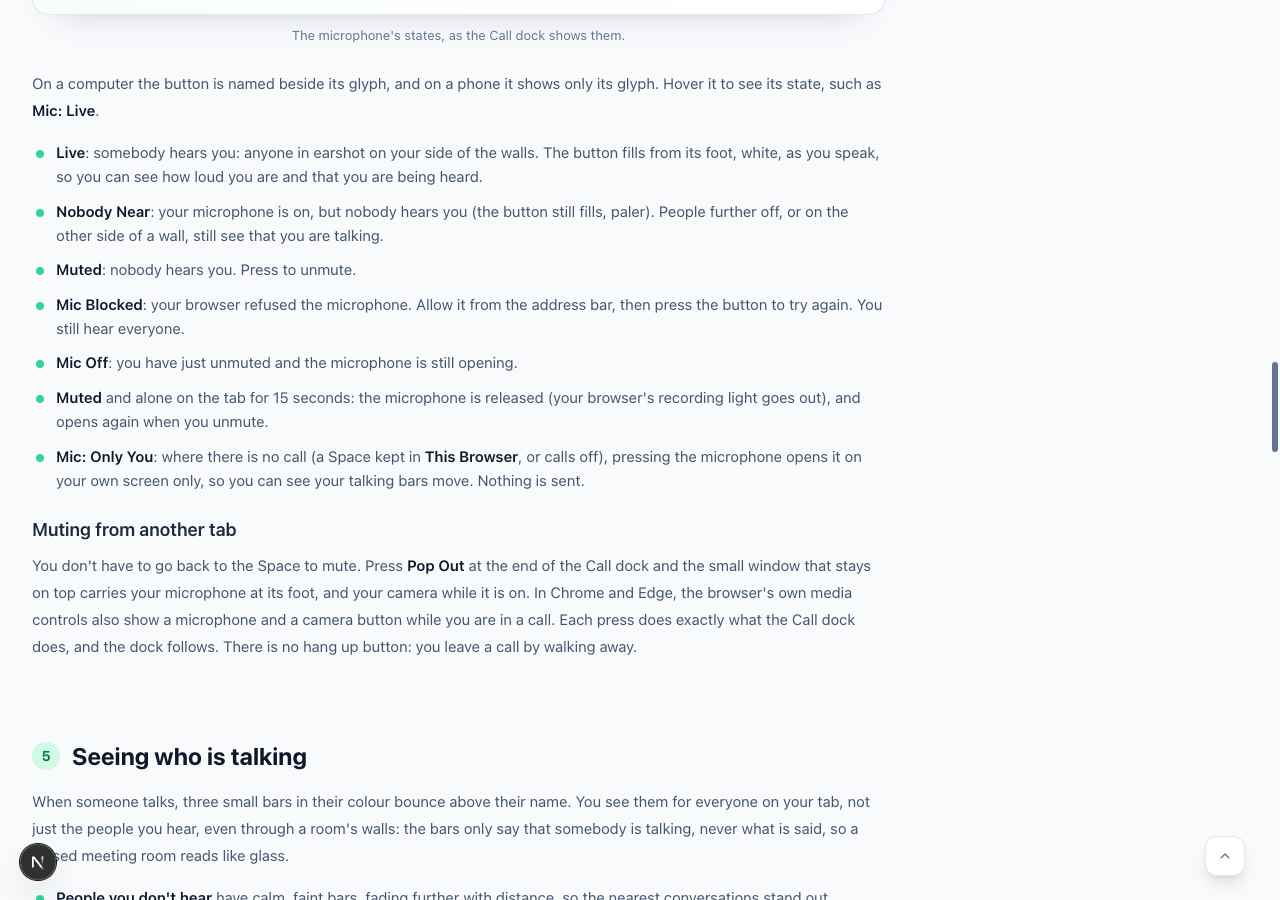 The microphone's states, as the Call dock shows them.
On a computer the button is named beside its glyph, and on a phone it shows only its glyph. Hover it to see its state, such as
Mic: Live.
Live: somebody hears you: anyone in earshot on your side of the walls. The button fills from its foot, white, as you speak,
so you can see how loud you are and that you are being heard.
Nobody Near: your microphone is on, but nobody hears you (the button still fills, paler). People further off, or on the
other side of a wall, still see that you are talking.
Muted: nobody hears you. Press to unmute.
Mic Blocked: your browser refused the microphone. Allow it from the address bar, then press the button to try again. You
still hear everyone.
Mic Off: you have just unmuted and the microphone is still opening.
Muted and alone on the tab for 15 seconds: the microphone is released (your browser's recording light goes out), and
opens again when you unmute.
Mic: Only You: where there is no call (a Space kept in This Browser, or calls off), pressing the microphone opens it on
your own screen only, so you can see your talking bars move. Nothing is sent.
Muting from another tab
You don't have to go back to the Space to mute. Press Pop Out at the end of the Call dock and the small window that stays
on top carries your microphone at its foot, and your camera while it is on. In Chrome and Edge, the browser's own media
controls also show a microphone and a camera button while you are in a call. Each press does exactly what the Call dock
does, and the dock follows. There is no hang up button: you leave a call by walking away.
5 Seeing who is talking
When someone talks, three small bars in their colour bounce above their name. You see them for everyone on your tab, not
just the people you hear, even through a room's walls: the bars only say that somebody is talking, never what is said, so a
sed meeting room reads like glass.
N
People you don't hear have calm, faint bars, fading further with distance, so the nearest conversations stand out.